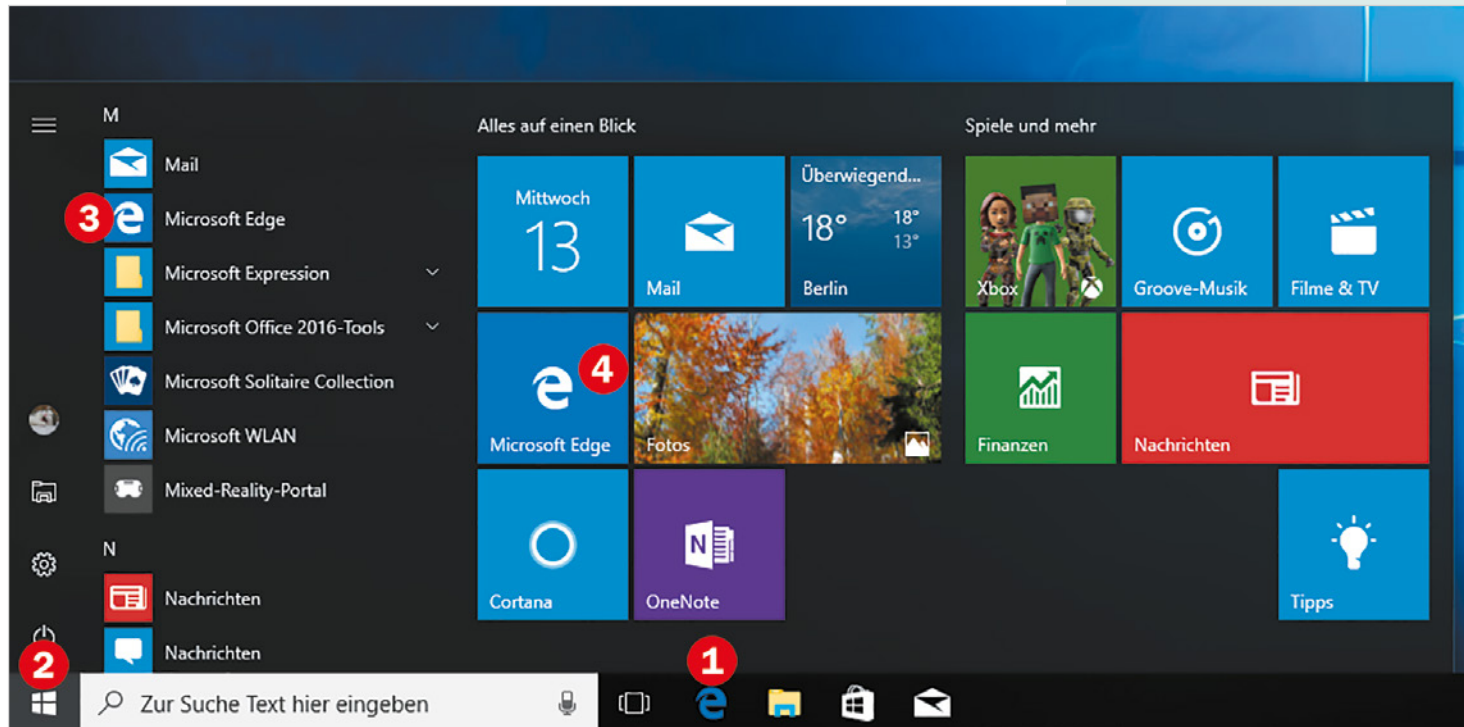 M
Mail
3
Microsoft Edge
Microsoft Expression
Microsoft Office 2016-Tools
Microsoft Solitaire Collection
Microsoft WLAN
Mixed-Reality-Portal
N
Nachrichten
Nachrichten
Alles auf einen Blick
Mittwoch
13
Mail
Überwiegend...
18° 18°
13°
Berlin
4
Microsoft Edge
Fotos
Cortana
N
OneNote
Spiele und mehr
Xbox
Groove-Musik
Filme & TV
Finanzen
Nachrichten
Tipps
2
Zur Suche Text hier eingeben
1